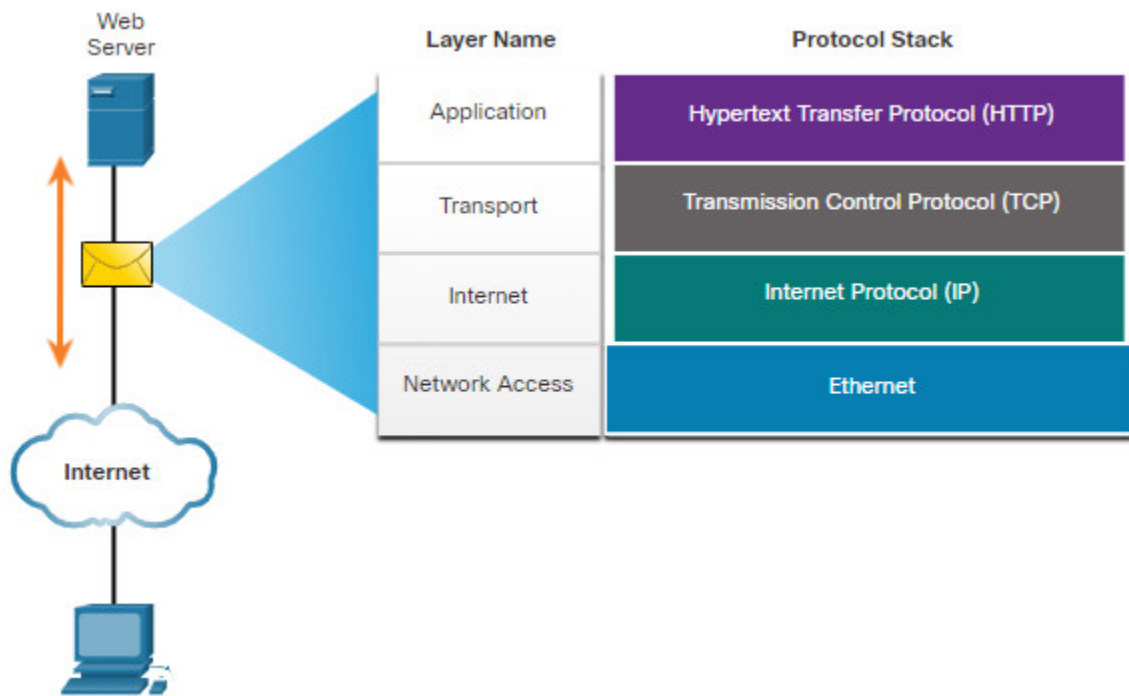 Web
Server
Layer Name
Protocol Stack
Application
Hypertext Transfer Protocol (HTTP)
Transport
Transmission Control Protocol (TCP)
Internet
Internet Protocol (IP)
Network Access
Ethernet
Internet